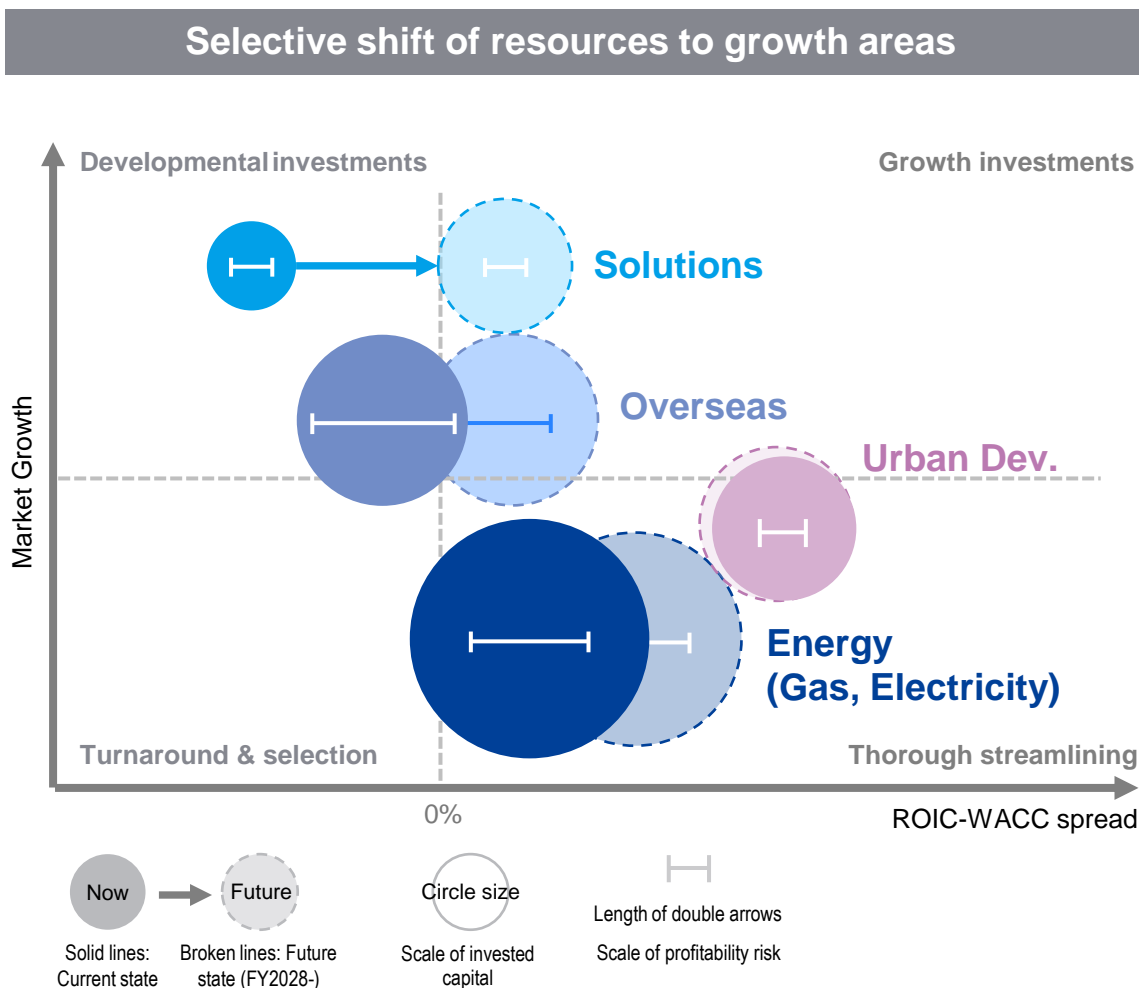 Selective shift of resources to growth areas
Developmental investments
Growth investments
Solutions
Overseas
Urban Dev.
Market Growth
Energy
(Gas, Electricity)
Turnaround & selection
Thorough streamlining
0%
ROIC-WACC spread
Now
Future
Circle size
Length of double arrows
Solid lines:
Current state
Broken lines: Future
state (FY2028-)
Scale of invested
capital
Scale of profitability risk